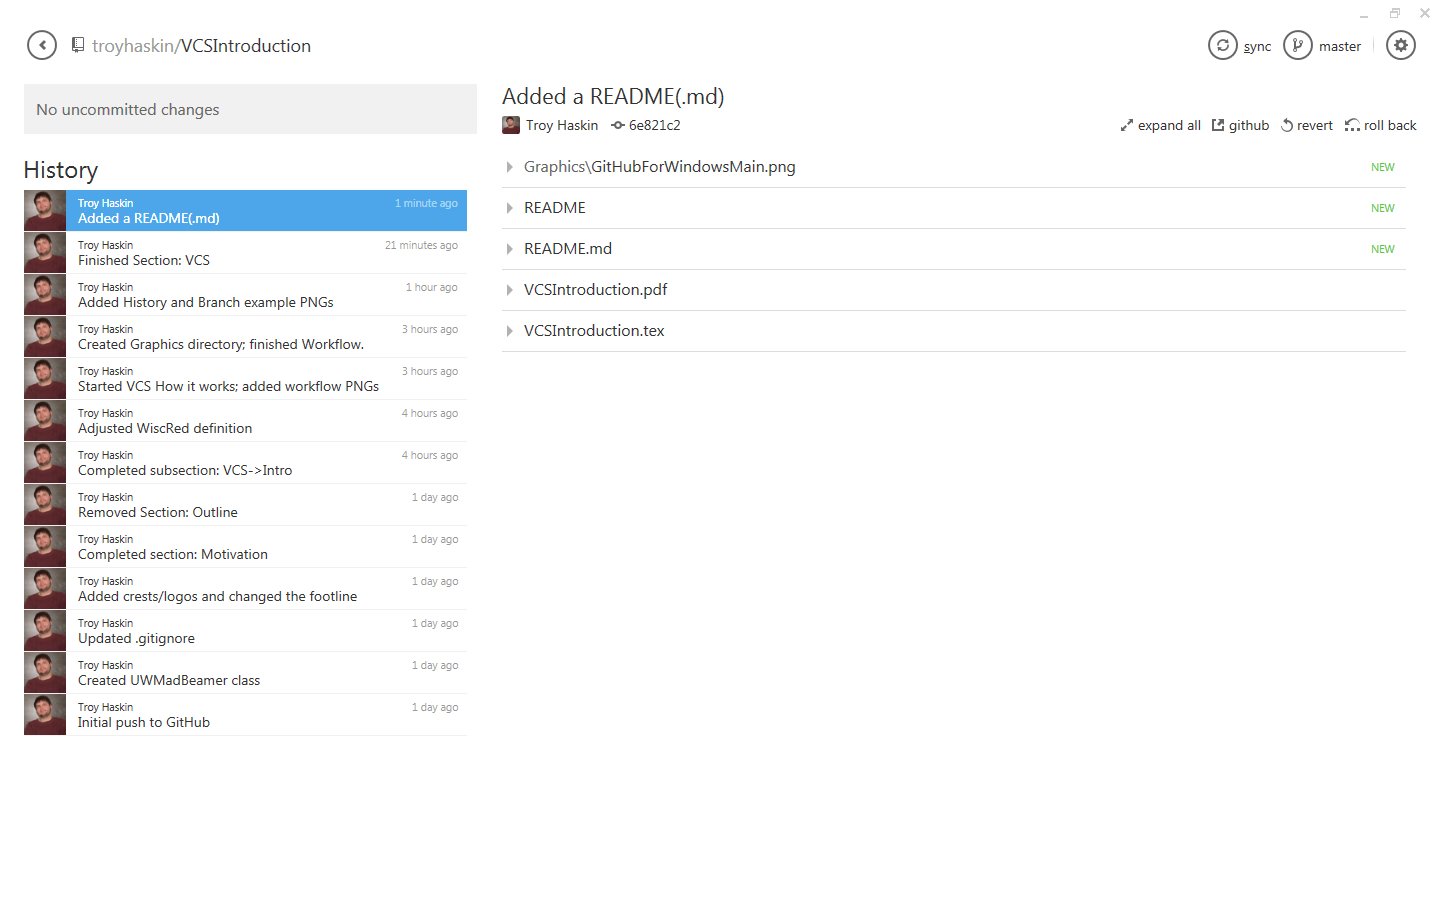 troyhaskin/VCSIntroduction
sync
master
No uncommitted changes
History
Troy Haskin 1 minute ago
Added a README(.md)
Troy Haskin 21 minutes ago
Finished Section: VCS
Troy Haskin 1 hour ago
Added History and Branch example PNGs
Troy Haskin 3 hours ago
Created Graphics directory; finished Workflow.
Troy Haskin 3 hours ago
Started VCS How it works; added workflow PNGs
Troy Haskin 4 hours ago
Adjusted WiscRed definition
Troy Haskin 4 hours ago
Completed subsection: VCS->Intro
Troy Haskin 1 day ago
Removed Section: Outline
Troy Haskin 1 day ago
Completed section: Motivation
Troy Haskin 1 day ago
Added crests/logos and changed the footline
Troy Haskin 1 day ago
Updated .gitignore
Troy Haskin 1 day ago
Created UWMadBeamer class
Troy Haskin 1 day ago
Initial push to GitHub
Added a README(.md)
Troy Haskin 6e821c2 expand all github revert roll back
Graphics\GitHubForWindowsMain.png NEW
README NEW
README.md NEW
VCSIntroduction.pdf
VCSIntroduction.tex